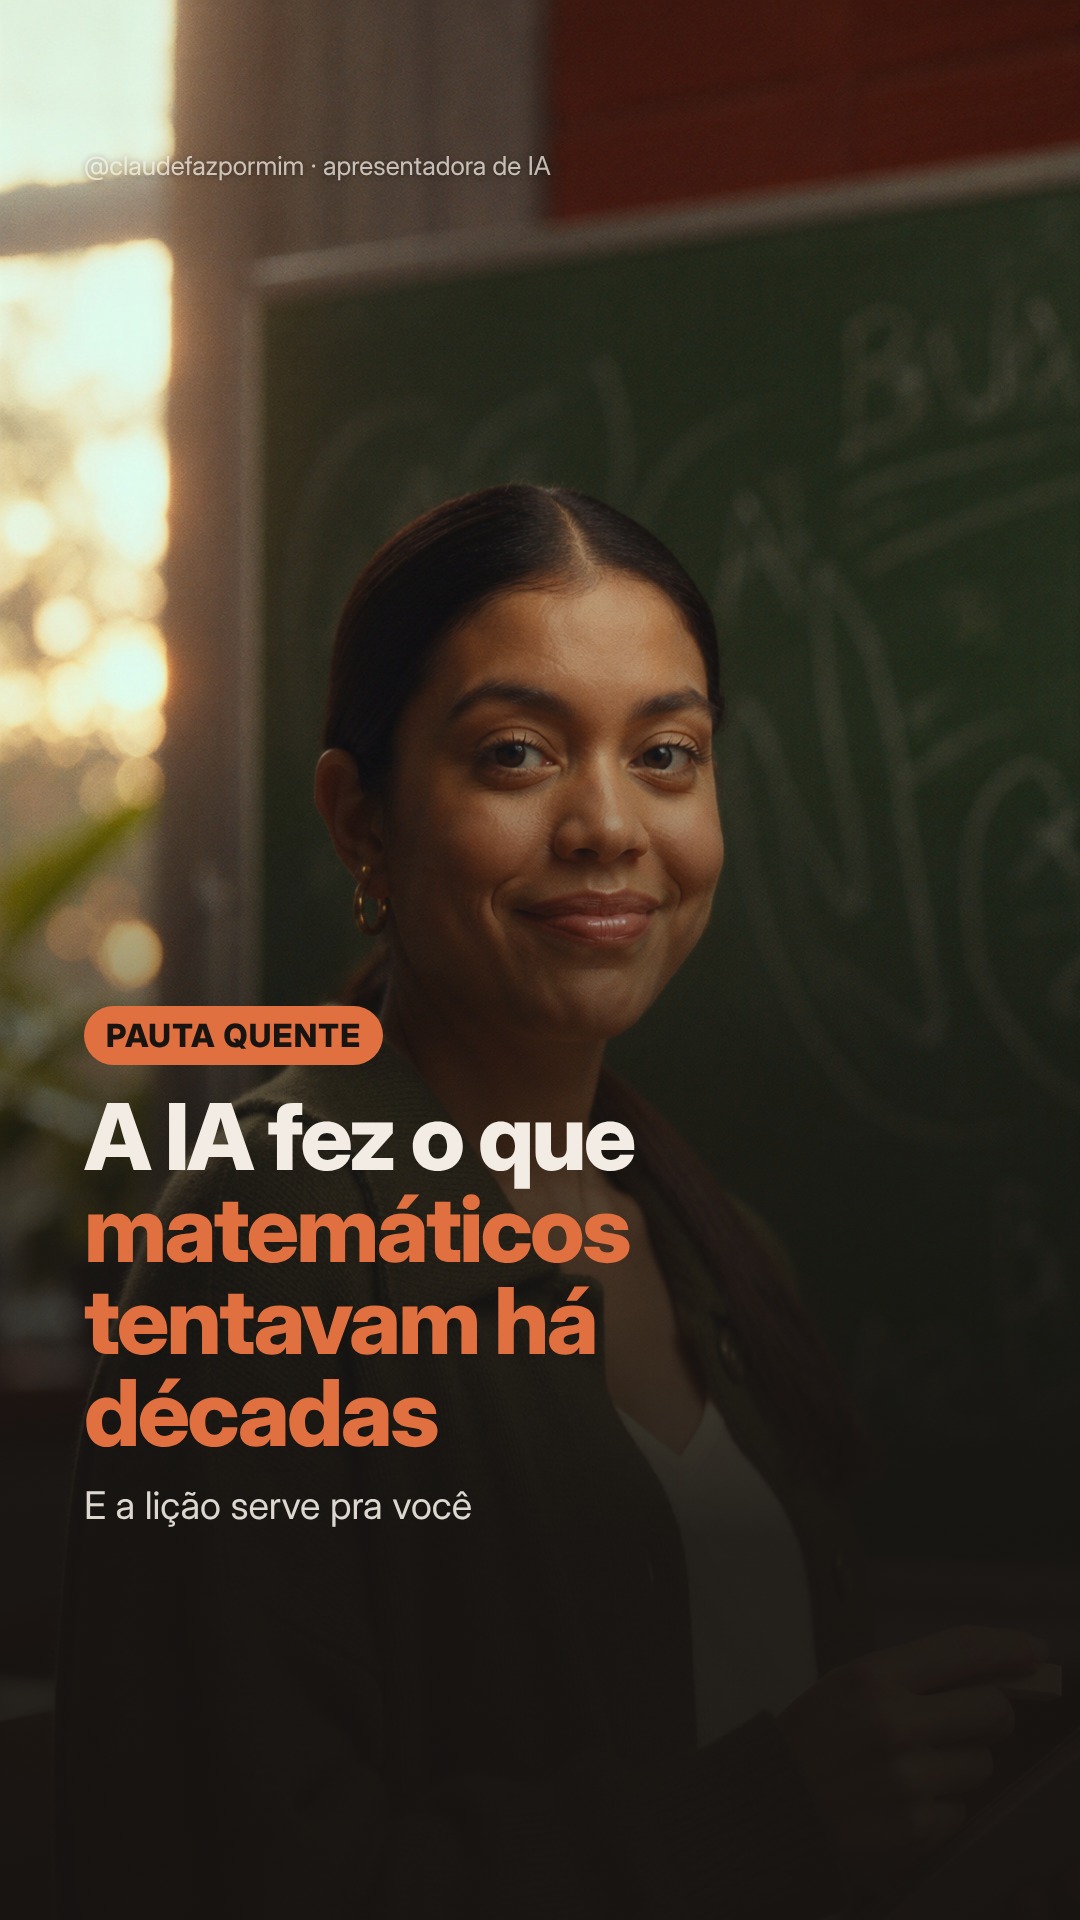 @claudefazpormim · apresentadora de IA
PAUTA QUENTE
A IA fez o que
matemáticos
tentavam há
décadas
E a lição serve pra você